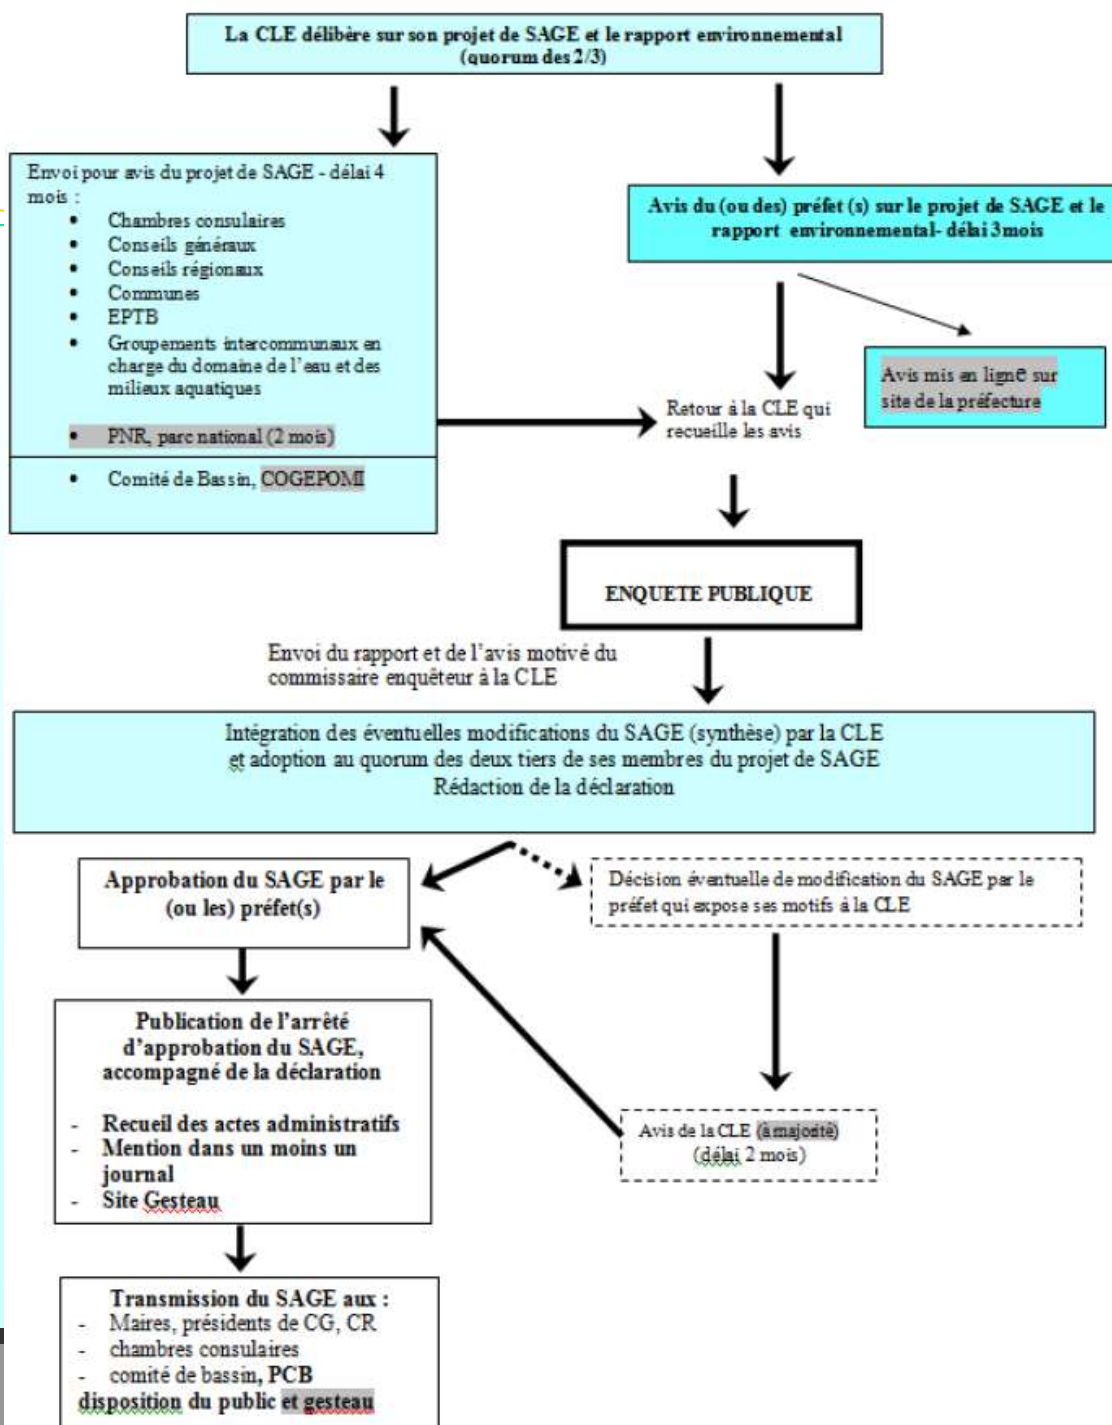 La CLE délibère sur son projet de SAGE et le rapport environnemental
(quorum des 2/3)
Envoi pour avis du projet de SAGE - délai 4
mois :
• Chambres consulaires
• Conseils généraux
• Conseils régionaux
• Communes
• EPTB
• Groupements intercommunaux en
charge du domaine de l'eau et des
milieux aquatiques
• PNR, parc national (2 mois)
• Comité de Bassin, COGEPOMI
Avis du (ou des) préfet (s) sur le projet de SAGE et le
rapport environnemental- délai 3mois
Avis mis en ligne sur
site de la préfecture
Retour à la CLE qui
recueille les avis
ENQUETE PUBLIQUE
Envoi du rapport et de l'avis motivé du
commissaire enquêteur à la CLE
Intégration des éventuelles modifications du SAGE (synthèse) par la CLE
et adoption au quorum des deux tiers de ses membres du projet de SAGE
Rédaction de la déclaration
Approbation du SAGE par le
(ou les) préfet(s)
Décision éventuelle de modification du SAGE par le
préfet qui expose ses motifs à la CLE
Publication de l'arrêté
d'approbation du SAGE,
accompagné de la déclaration
- Recueil des actes administratifs
- Mention dans un moins un
journal
- Site Gesteau
Avis de la CLE (à majorité)
(délai 2 mois)
Transmission du SAGE aux :
- Maires, présidents de CG, CR
- chambres consulaires
- comité de bassin, PCB
disposition du public et gesteau